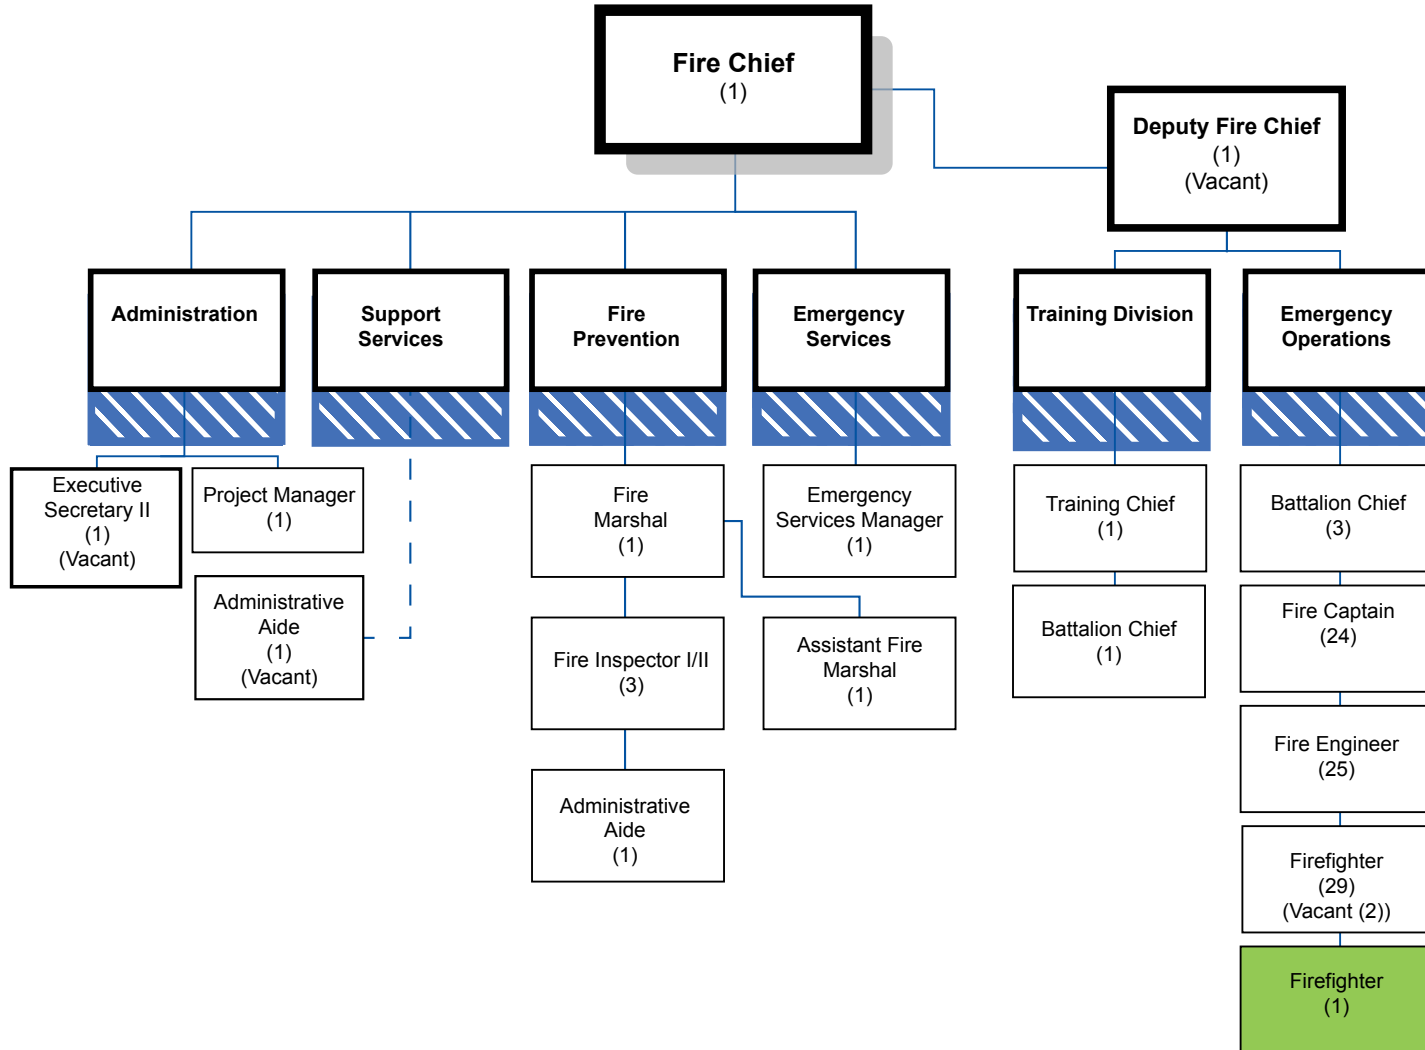 Fire Chief
(1)
Deputy Fire Chief
(1)
(Vacant)
Administration
Support
Services
Fire
Prevention
Emergency
Services
Training Division
Emergency
Operations
Executive
Secretary II
(1)
(Vacant)
Project Manager
(1)
Administrative
Aide
(1)
(Vacant)
Fire
Marshal
(1)
Fire Inspector I/II
(3)
Administrative
Aide
(1)
Emergency
Services Manager
(1)
Assistant Fire
Marshal
(1)
Training Chief
(1)
Battalion Chief
(1)
Battalion Chief
(3)
Fire Captain
(24)
Fire Engineer
(25)
Firefighter
(29)
(Vacant (2))
Firefighter
(1)